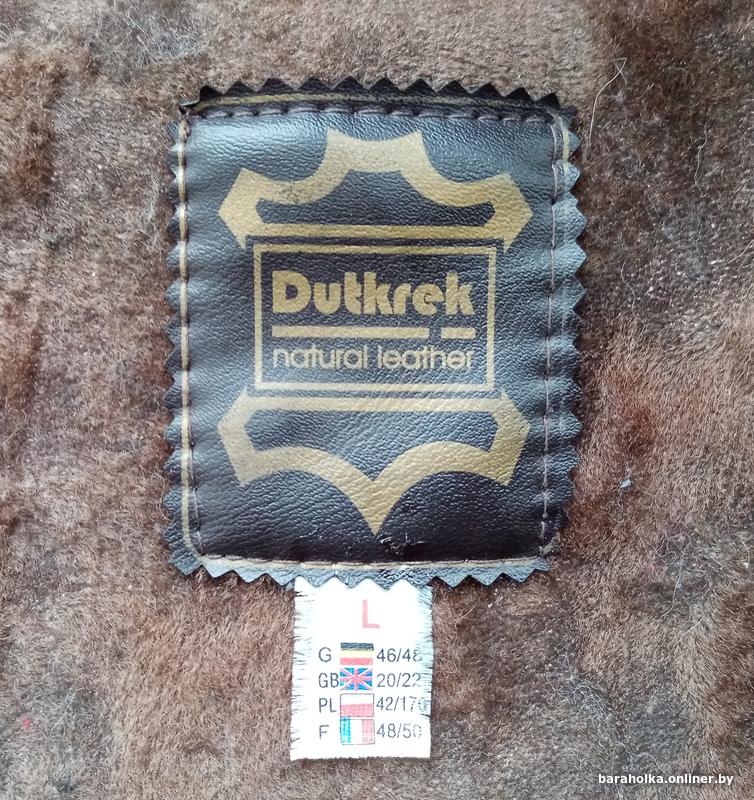 Dutkrek
natural leather
L
G 46/48
GB 20/22
PL 42/170
F 48/50
baraholka.onliner.by